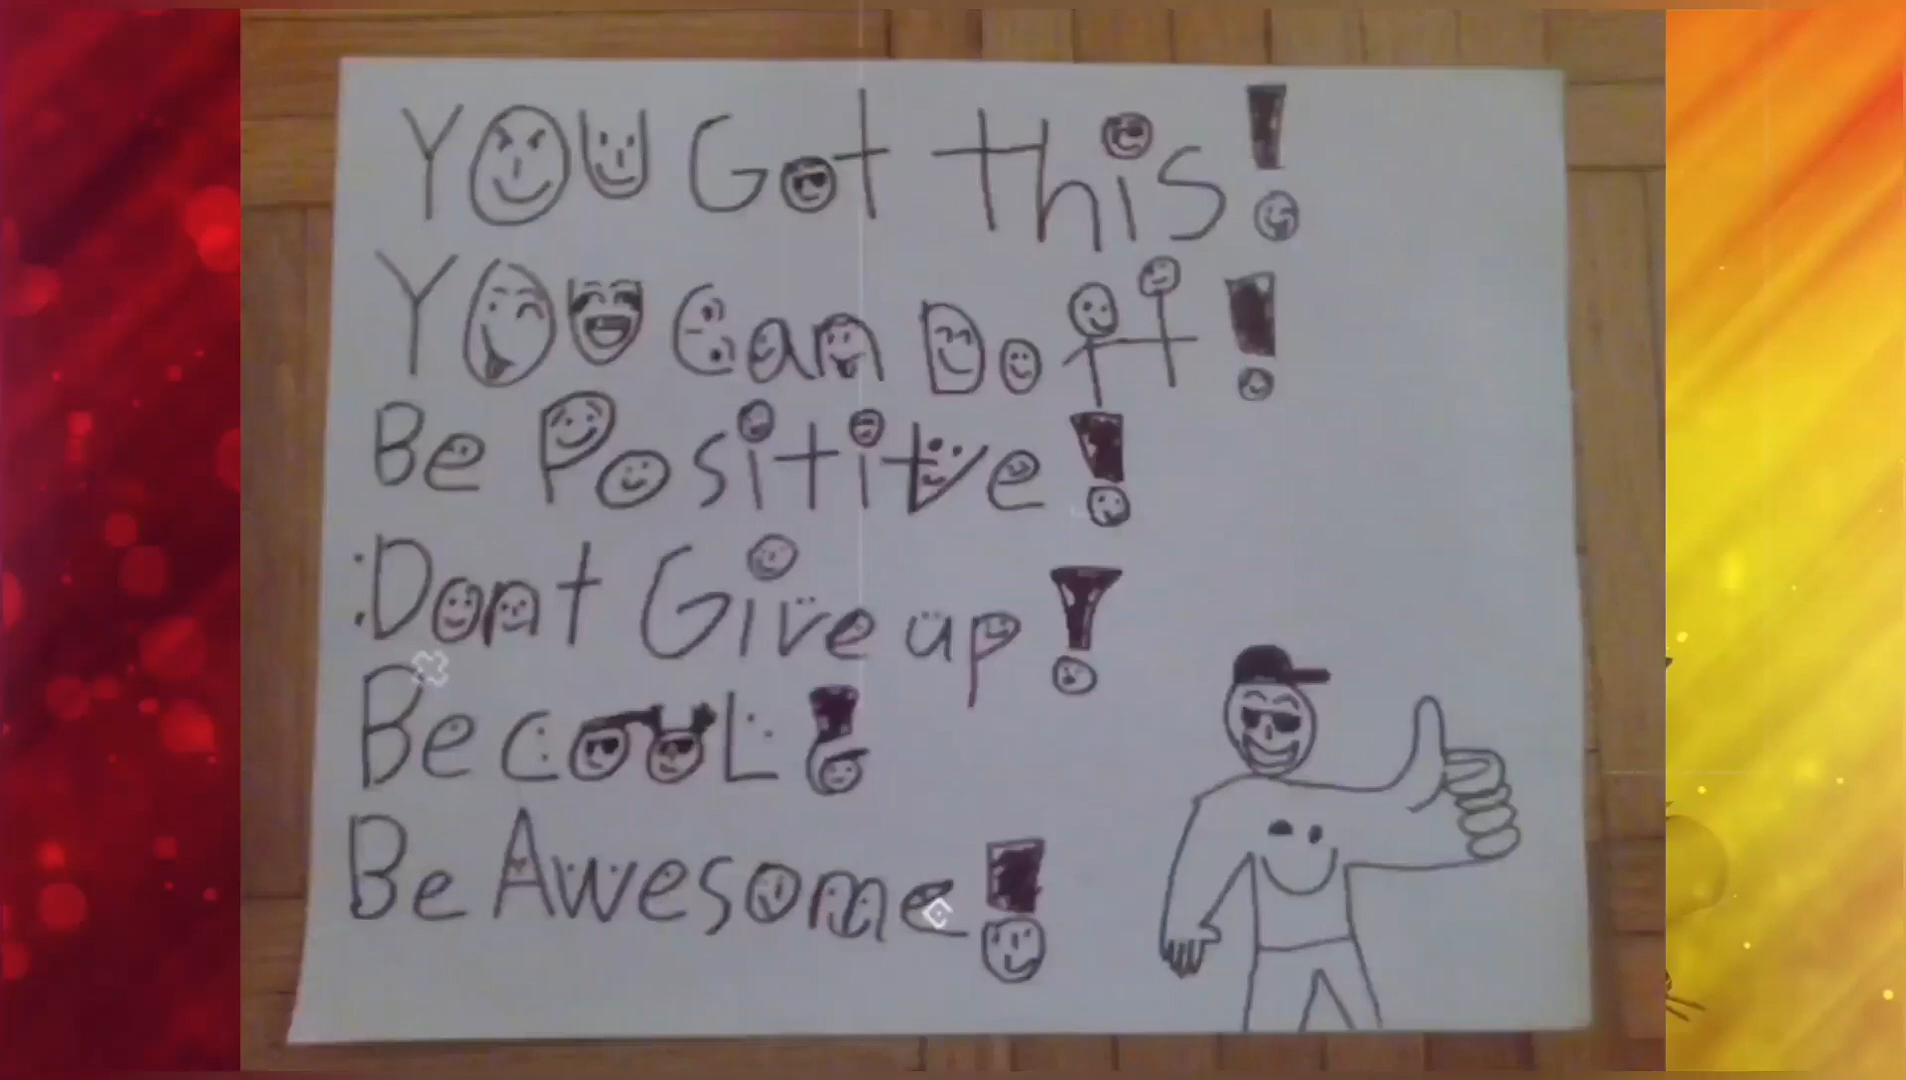 YOU Got This!
YOU Can Do it!
Be Positive!
Dont Give up!
Be cooL!
Be Awesome!